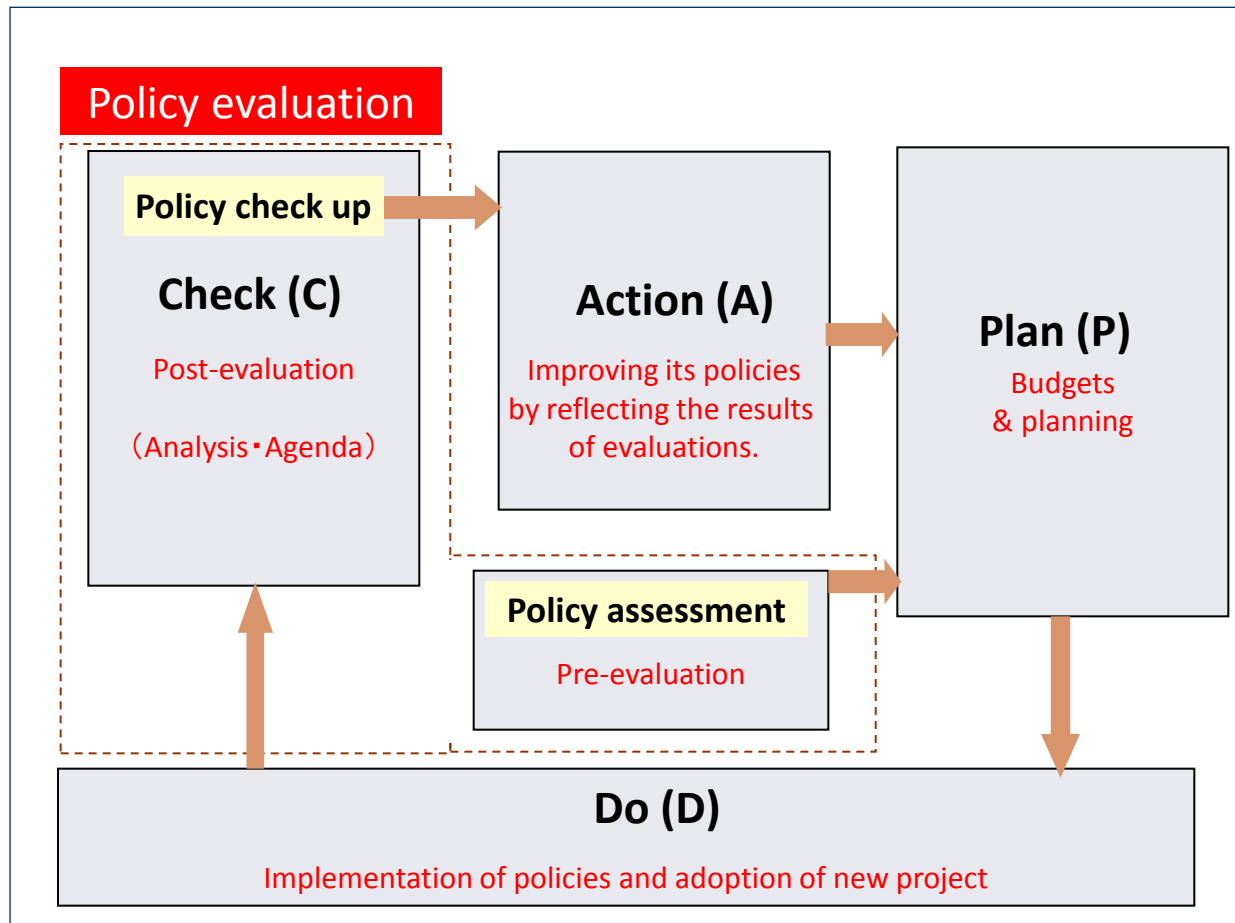 Policy evaluation
Policy check up
Check (C)
Post-evaluation
（Analysis・Agenda）
Action (A)
Improving its policies
by reflecting the results
of evaluations.
Plan (P)
Budgets
& planning
Policy assessment
Pre-evaluation
Do (D)
Implementation of policies and adoption of new project